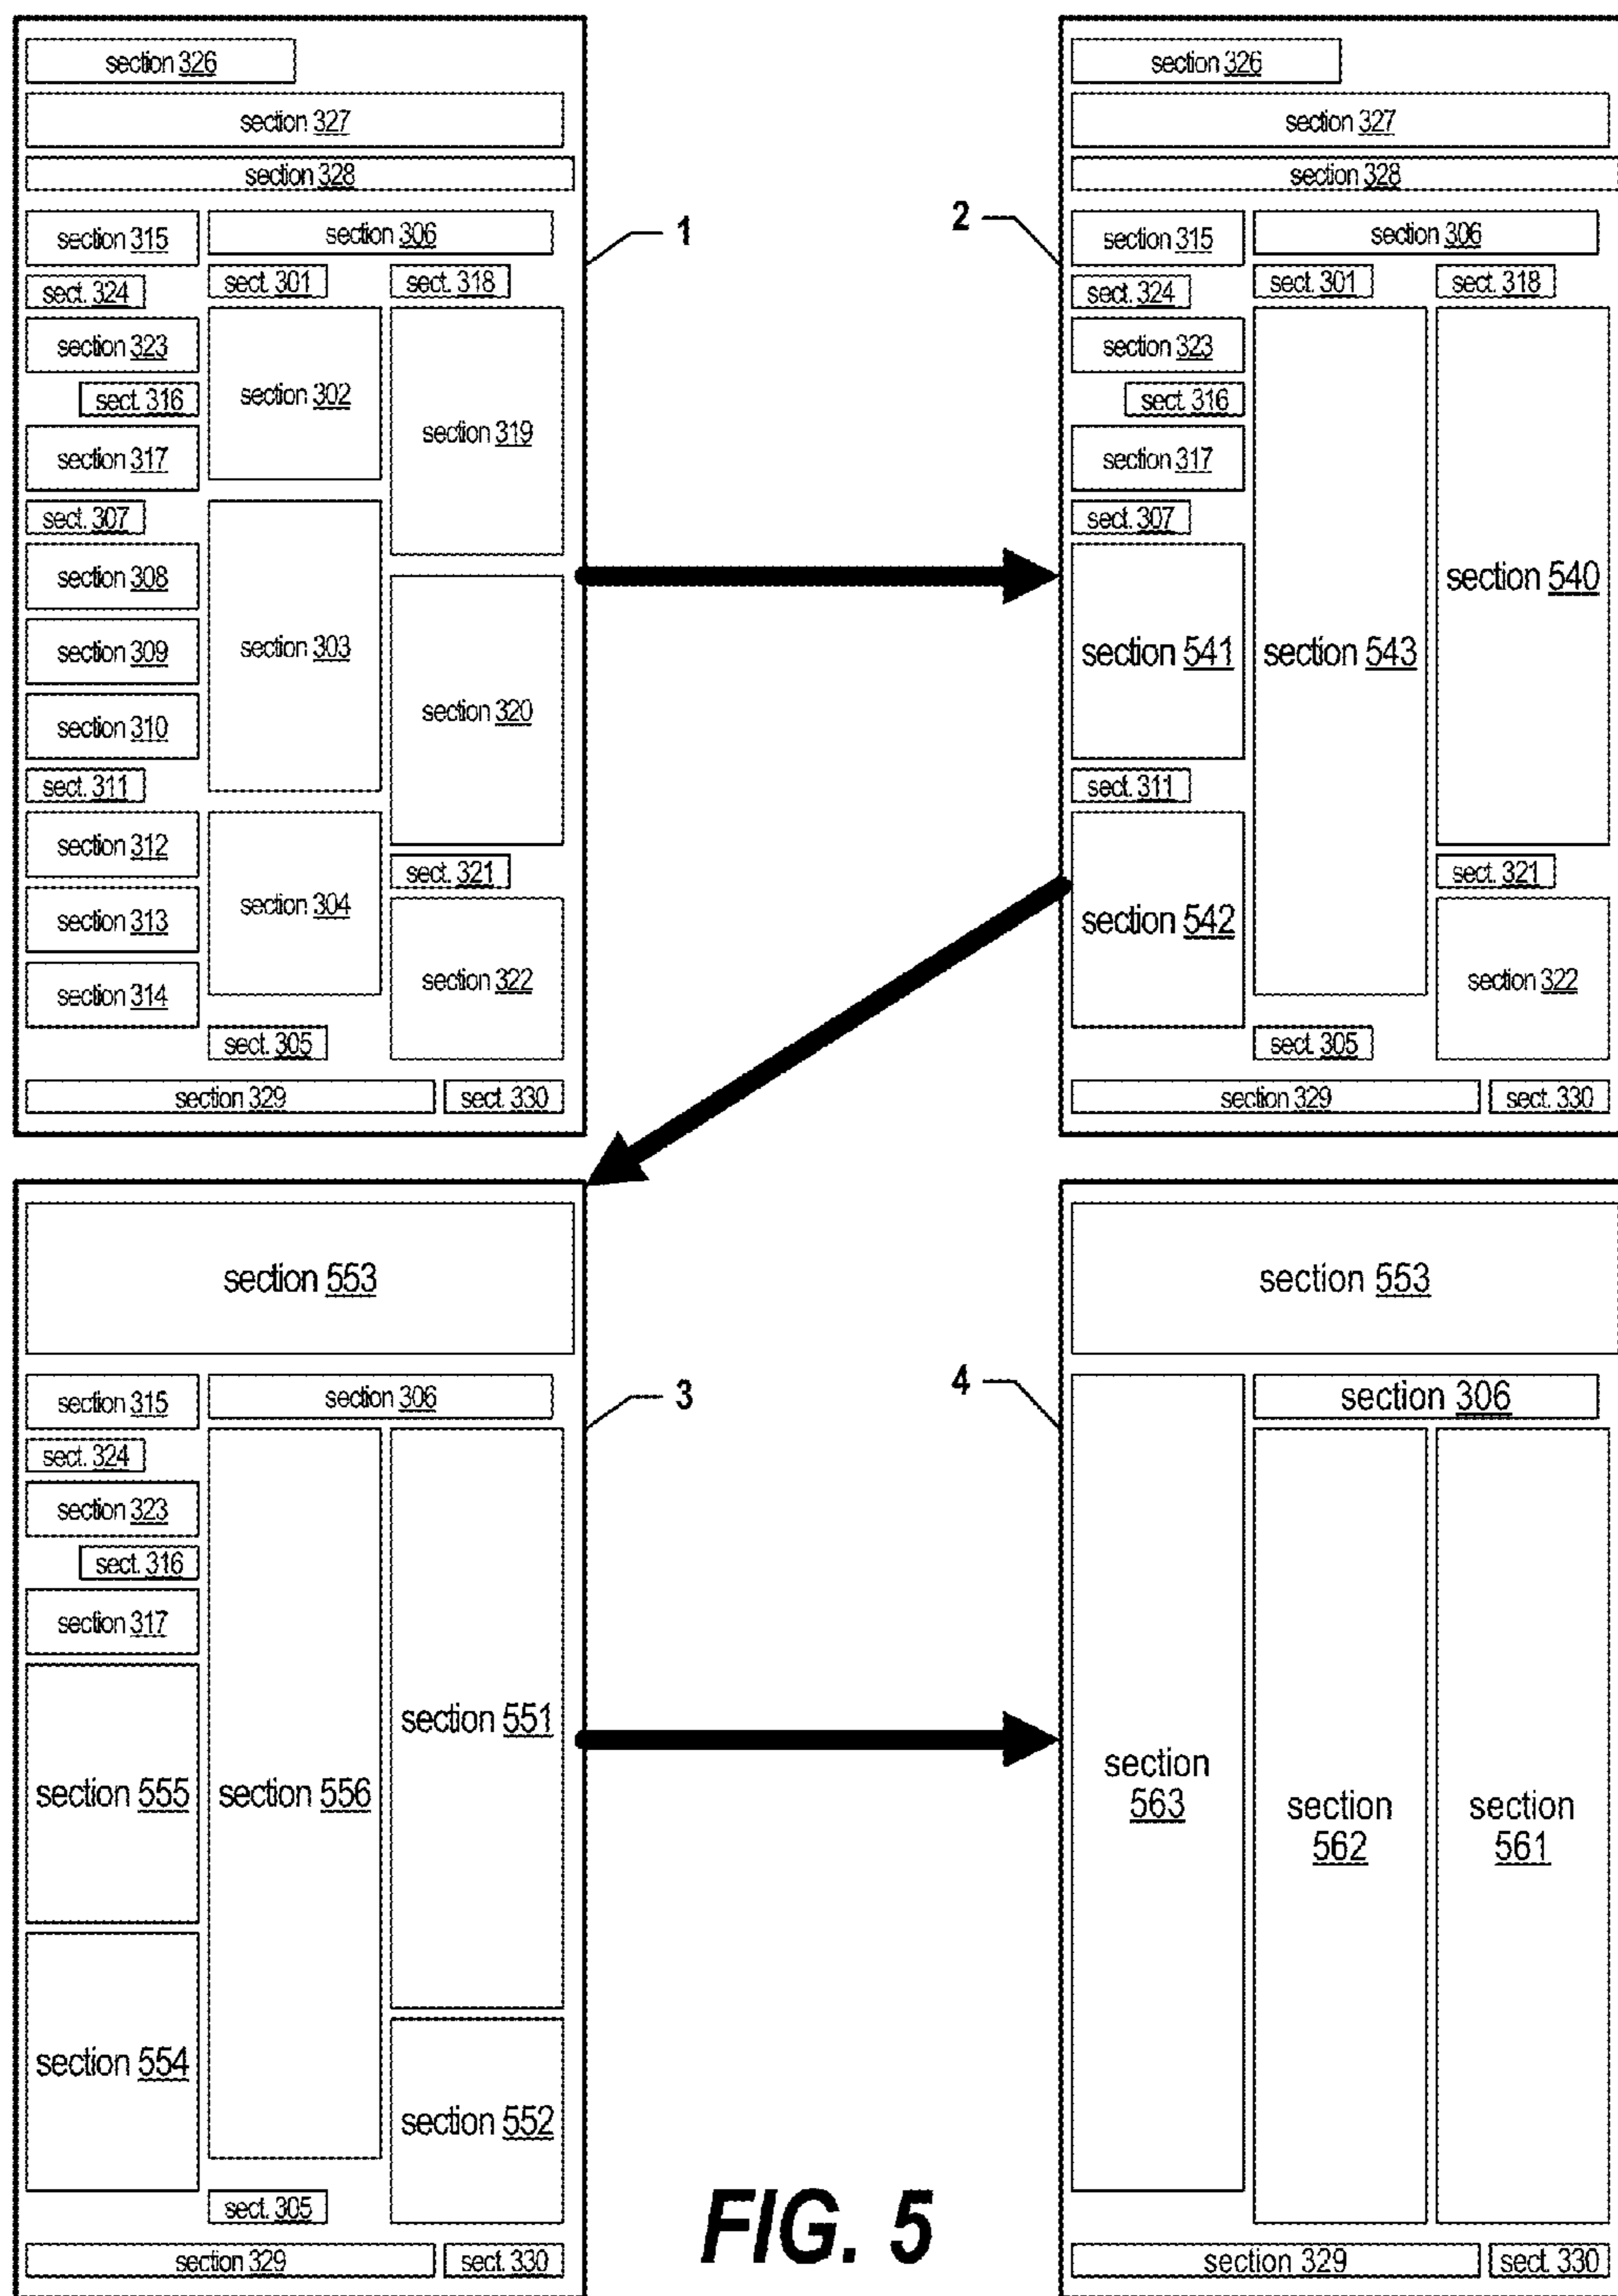 section 326
section 327
section 328
section 315
section 306
sect. 324
sect. 301
sect. 318
section 323
section 302
sect. 316
section 319
section 317
sect. 307
section 308
section 309
section 303
section 310
section 320
sect. 311
section 312
sect. 321
section 304
section 313
section 322
section 314
sect. 305
section 329
sect. 330
1
section 326
section 327
section 328
2
section 315
section 306
sect. 324
sect. 301
sect. 318
section 323
sect. 316
section 317
sect. 307
section 540
section 541
section 543
sect. 311
sect. 321
section 542
section 322
sect. 305
section 329
sect. 330
section 553
section 315
section 306
3
sect. 324
section 323
sect. 316
section 317
section 551
section 555
section 556
section 554
section 552
sect. 305
section 329
sect. 330
section 553
4
section 306
section
563
section
562
section
561
section 329
sect. 330
FIG. 5